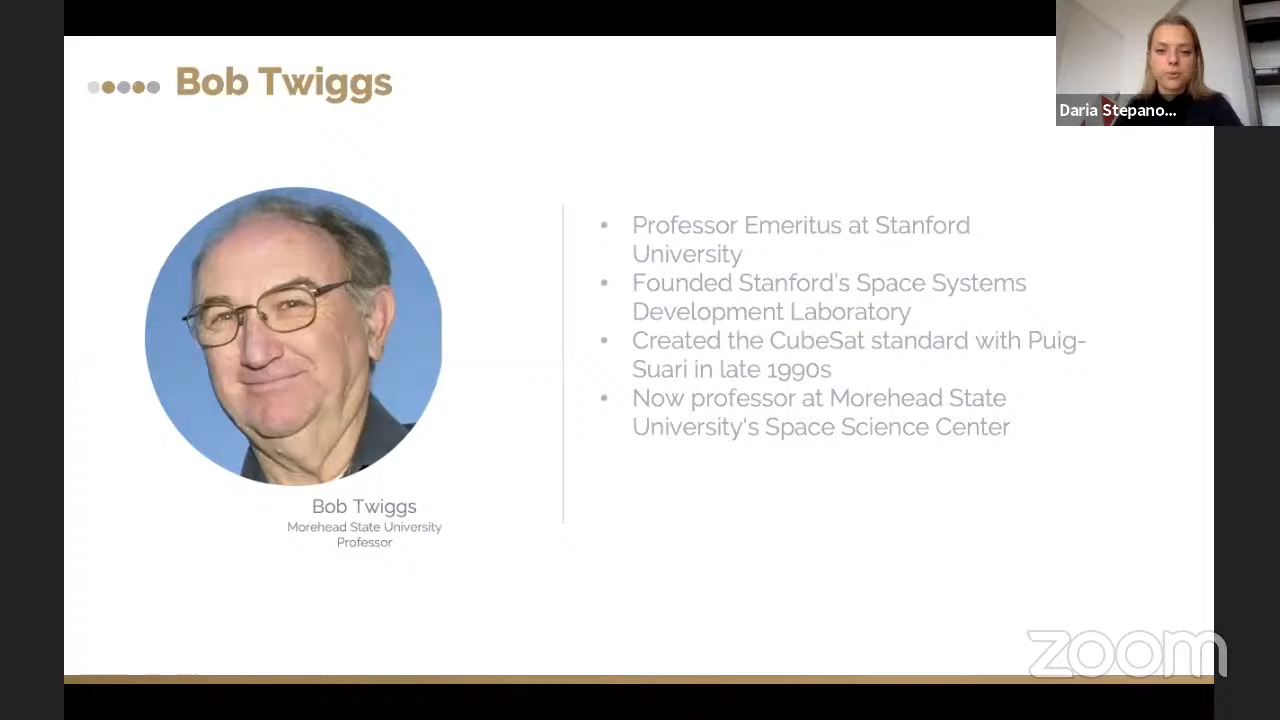 Bob Twiggs
Daria Stepano...
• Professor Emeritus at Stanford
University
• Founded Stanford's Space Systems
Development Laboratory
• Created the CubeSat standard with Puig-
Suari in late 1990s
• Now professor at Morehead State
University's Space Science Center
Bob Twiggs
Morehead State University
Professor
zoom